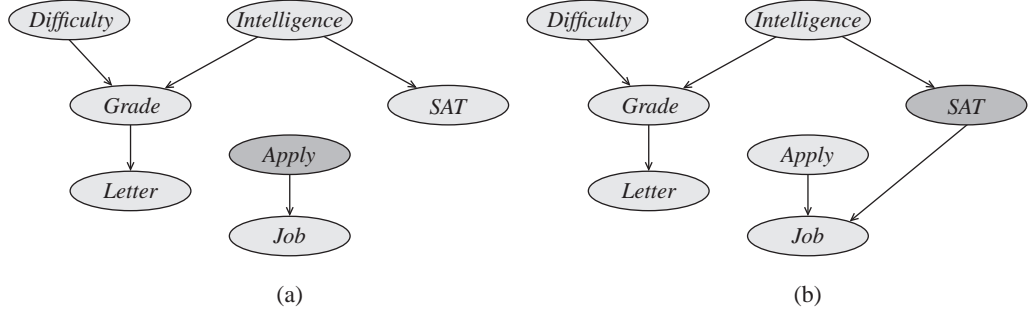 Difficulty
Intelligence
Grade
SAT
Apply
Letter
Job
(a)
Difficulty
Intelligence
Grade
SAT
Apply
Letter
Job
(b)